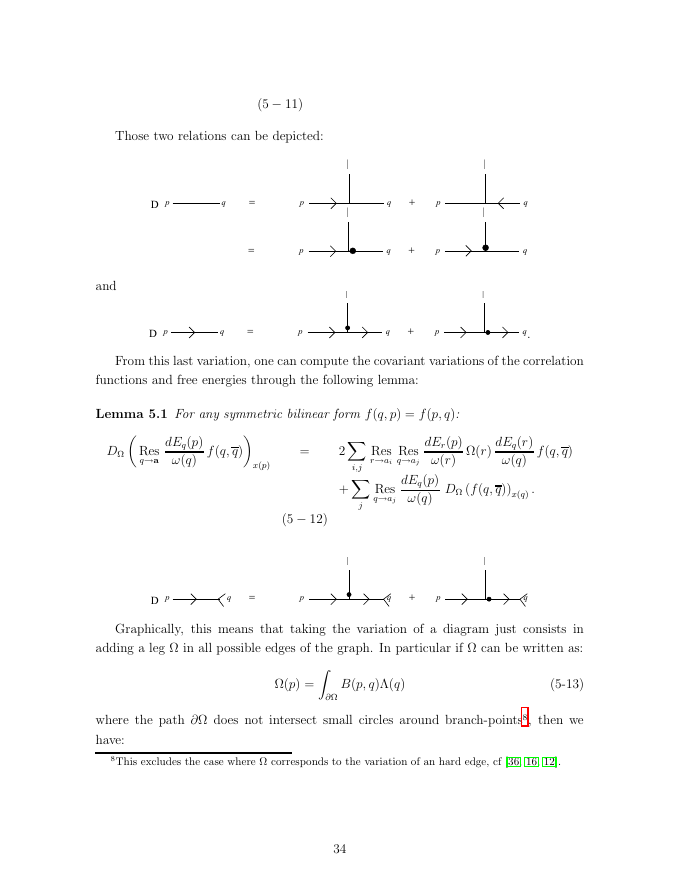 (5 − 11)
Those two relations can be depicted:
D p q = p q + p q
= p q + p q
and
D p q = p q + p q.
From this last variation, one can compute the covariant variations of the correlation
functions and free energies through the following lemma:
Lemma 5.1 For any symmetric bilinear form f(q, p) = f(p, q):
D_Ω ( Res_{q→a} dE_q(p)/ω(q) f(q, q̅) )_{x(p)} = 2 ∑_{i,j} Res_{r→a_i} Res_{q→a_j} dE_r(p)/ω(r) Ω(r) dE_q(r)/ω(q) f(q, q̅)
+ ∑_j Res_{q→a_j} dE_q(p)/ω(q) D_Ω (f(q, q̅))_{x(q)} .
(5 − 12)
D p q = p q + p q
Graphically, this means that taking the variation of a diagram just consists in
adding a leg Ω in all possible edges of the graph. In particular if Ω can be written as:
Ω(p) = ∫_{∂Ω} B(p, q)Λ(q) (5-13)
where the path ∂Ω does not intersect small circles around branch-points⁸, then we
have:
⁸This excludes the case where Ω corresponds to the variation of an hard edge, cf [36, 16, 12].
34